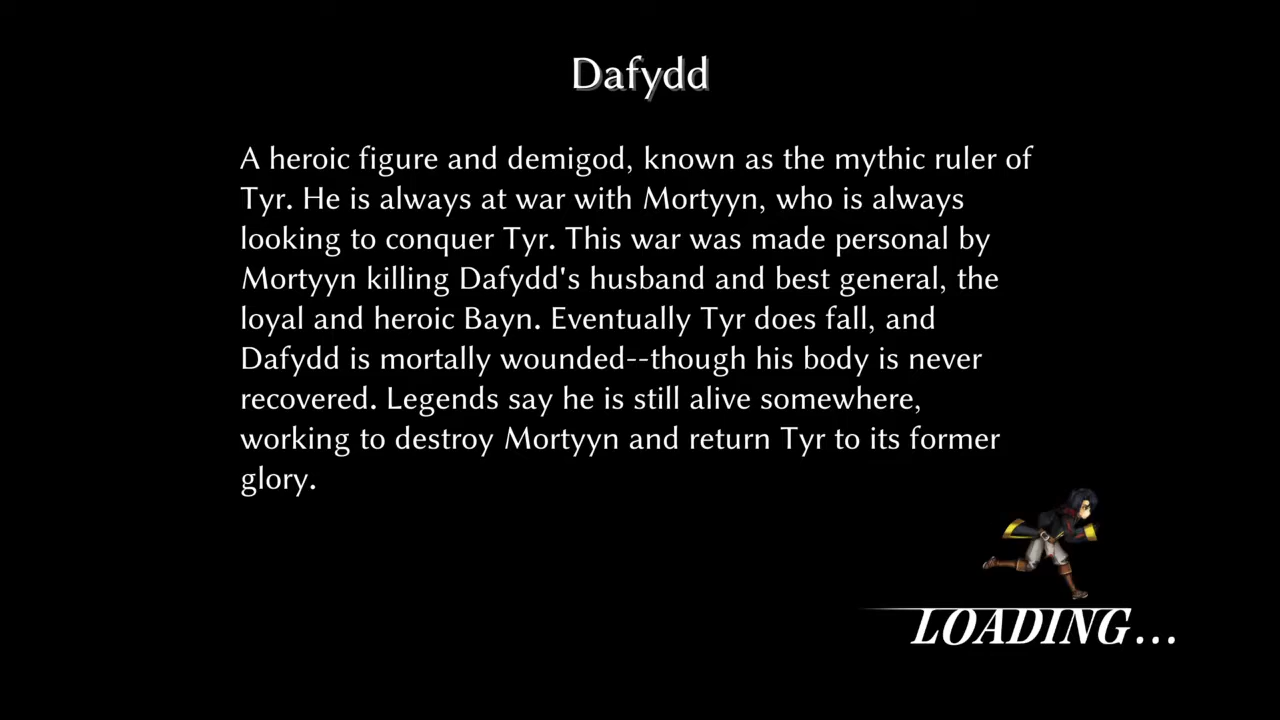 Dafydd
A heroic figure and demigod, known as the mythic ruler of
Tyr. He is always at war with Mortyyn, who is always
looking to conquer Tyr. This war was made personal by
Mortyyn killing Dafydd's husband and best general, the
loyal and heroic Bayn. Eventually Tyr does fall, and
Dafydd is mortally wounded--though his body is never
recovered. Legends say he is still alive somewhere,
working to destroy Mortyyn and return Tyr to its former
glory.
LOADING...